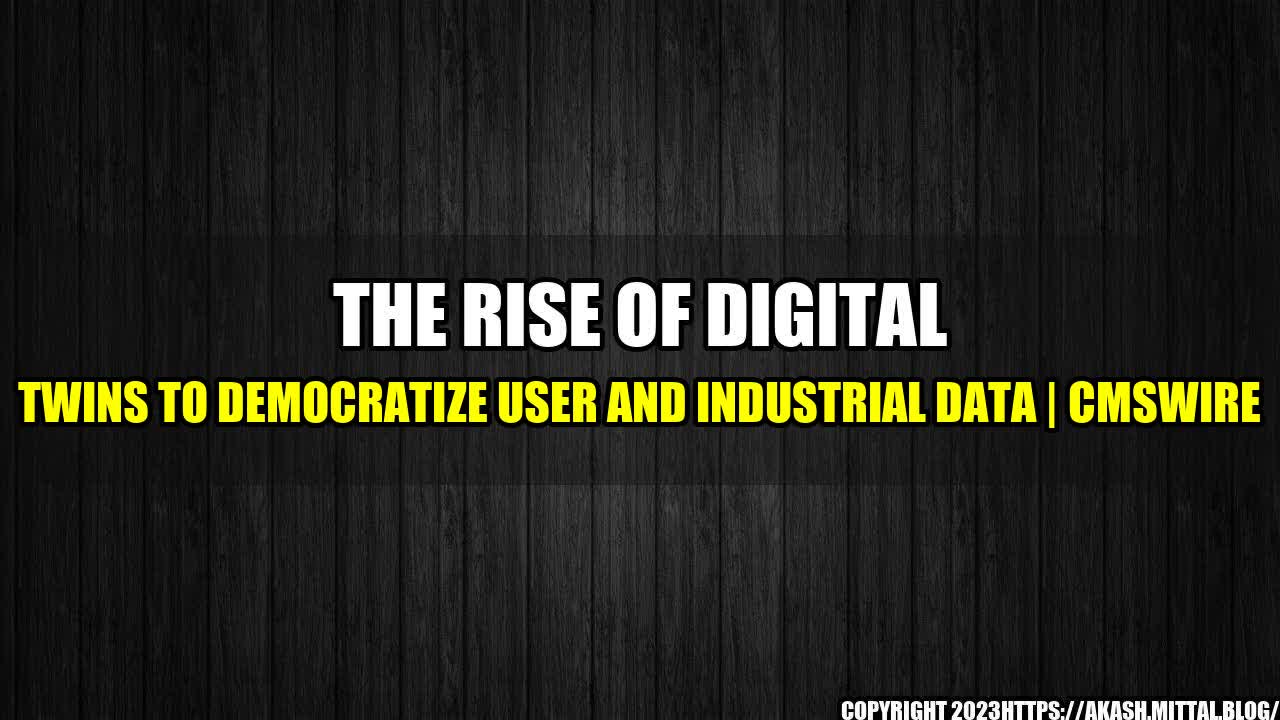 THE RISE OF DIGITAL
TWINS TO DEMOCRATIZE USER AND INDUSTRIAL DATA | CMSWIRE
COPYRIGHT 2023HTTPS://AKASH.MITTAL.BLOG/